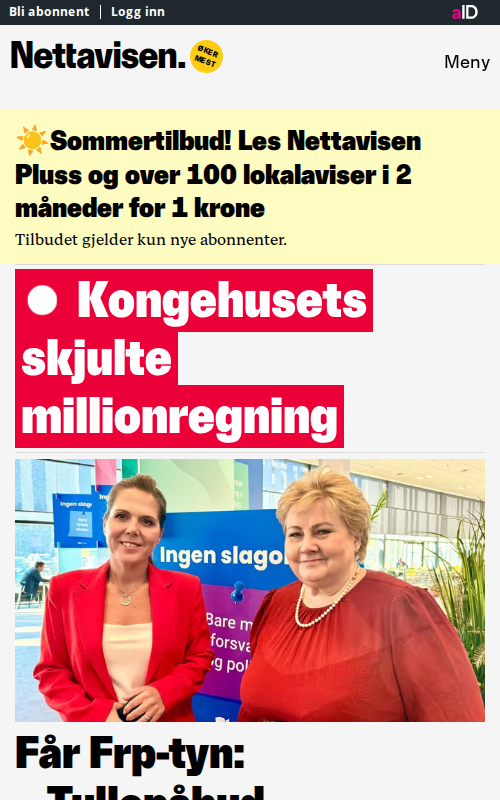 Bli abonnent | Logg inn
aID
Nettavisen.
ØKER
MEST
Meny
☀️Sommertilbud! Les Nettavisen
Pluss og over 100 lokalaviser i 2
måneder for 1 krone
Tilbudet gjelder kun nye abonnenter.
Kongehusets
skjulte
millionregning
Ingen slag
Ingen slago
Bare m
forsva
og pol
Får Frp-tyn: